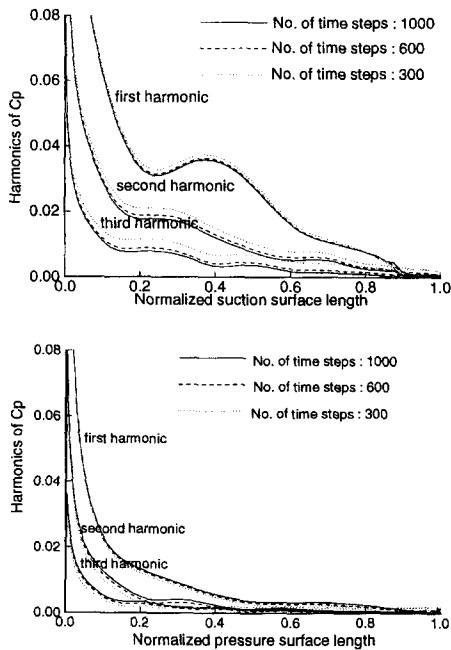 0.08
No. of time steps : 1000
No. of time steps : 600
No. of time steps : 300
0.06
first harmonic
Harmonics of Cp
0.04
second harmonic
0.02
third harmonic
0.00
0.0 0.2 0.4 0.6 0.8 1.0
Normalized suction surface length
0.08
No. of time steps : 1000
No. of time steps : 600
No. of time steps : 300
0.06
first harmonic
Harmonics of Cp
0.04
second harmonic
0.02
third harmonic
0.00
0.0 0.2 0.4 0.6 0.8 1.0
Normalized pressure surface length